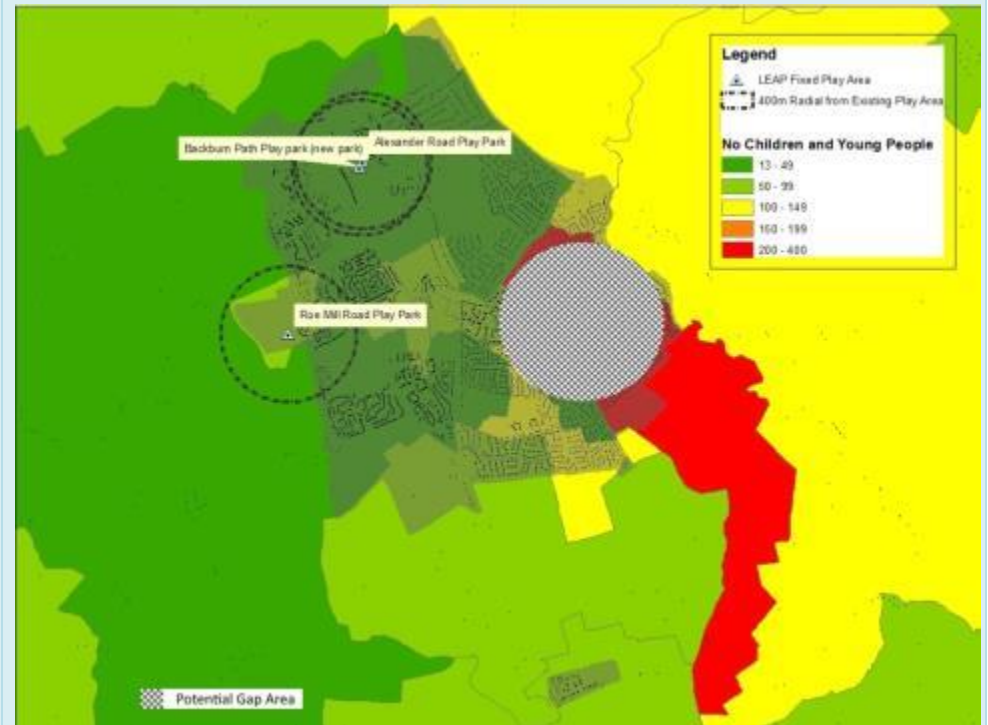 Legend
LEAP Fixed Play Area
400m Radial from Existing Play Area
No Children and Young People
13 - 49
50 - 99
100 - 149
150 - 199
200 - 400
Backburn Path Play park (new park)
Alexander Road Play Park
Roe Mill Road Play Park
Potential Gap Area